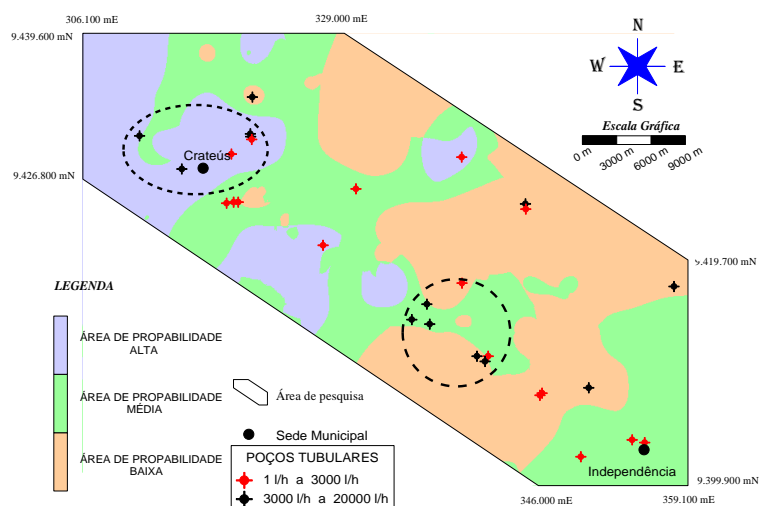 306.100 mE
329.000 mE
9.439.600 mN
N
W
E
S
Escala Gráfica
0 m
3000 m
6000 m
9000 m
Crateús
9.426.800 mN
9.419.700 mN
LEGENDA
ÁREA DE PROPABILIDADE
ALTA
ÁREA DE PROPABILIDADE
MÉDIA
ÁREA DE PROPABILIDADE
BAIXA
Área de pesquisa
Sede Municipal
POÇOS TUBULARES
1 l/h a 3000 l/h
3000 l/h a 20000 l/h
Independência
9.399.900 mN
346.000 mE
359.100 mE